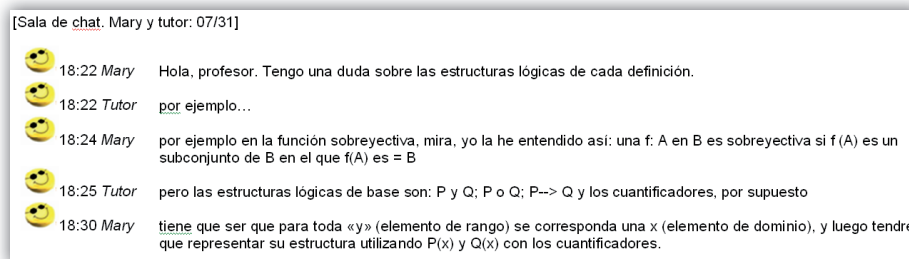 [Sala de chat. Mary y tutor: 07/31]
18:22 Mary Hola, profesor. Tengo una duda sobre las estructuras lógicas de cada definición.
18:22 Tutor por ejemplo…
18:24 Mary por ejemplo en la función sobreyectiva, mira, yo la he entendido así: una f: A en B es sobreyectiva si f (A) es un
subconjunto de B en el que f(A) es = B
18:25 Tutor pero las estructuras lógicas de base son: P y Q; P o Q; P--> Q y los cuantificadores, por supuesto
18:30 Mary tiene que ser que para toda «y» (elemento de rango) se corresponda una x (elemento de dominio), y luego tendré
que representar su estructura utilizando P(x) y Q(x) con los cuantificadores.